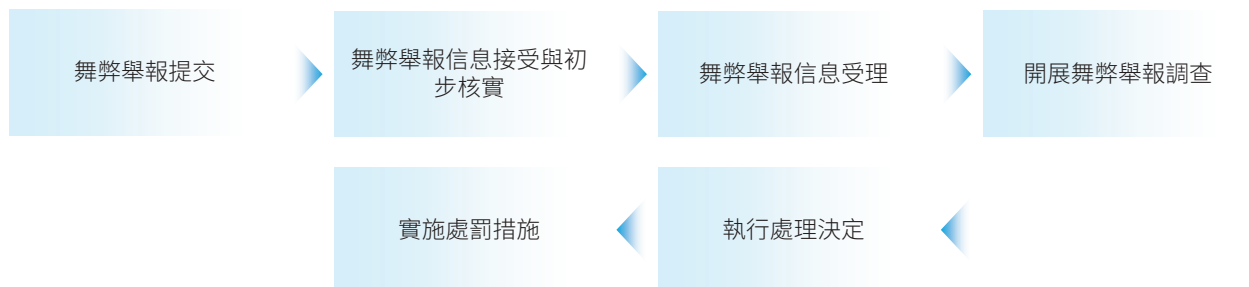 舞弊舉報提交
舞弊舉報信息接受與初
步核實
舞弊舉報信息受理
開展舞弊舉報調查
執行處理決定
實施處罰措施